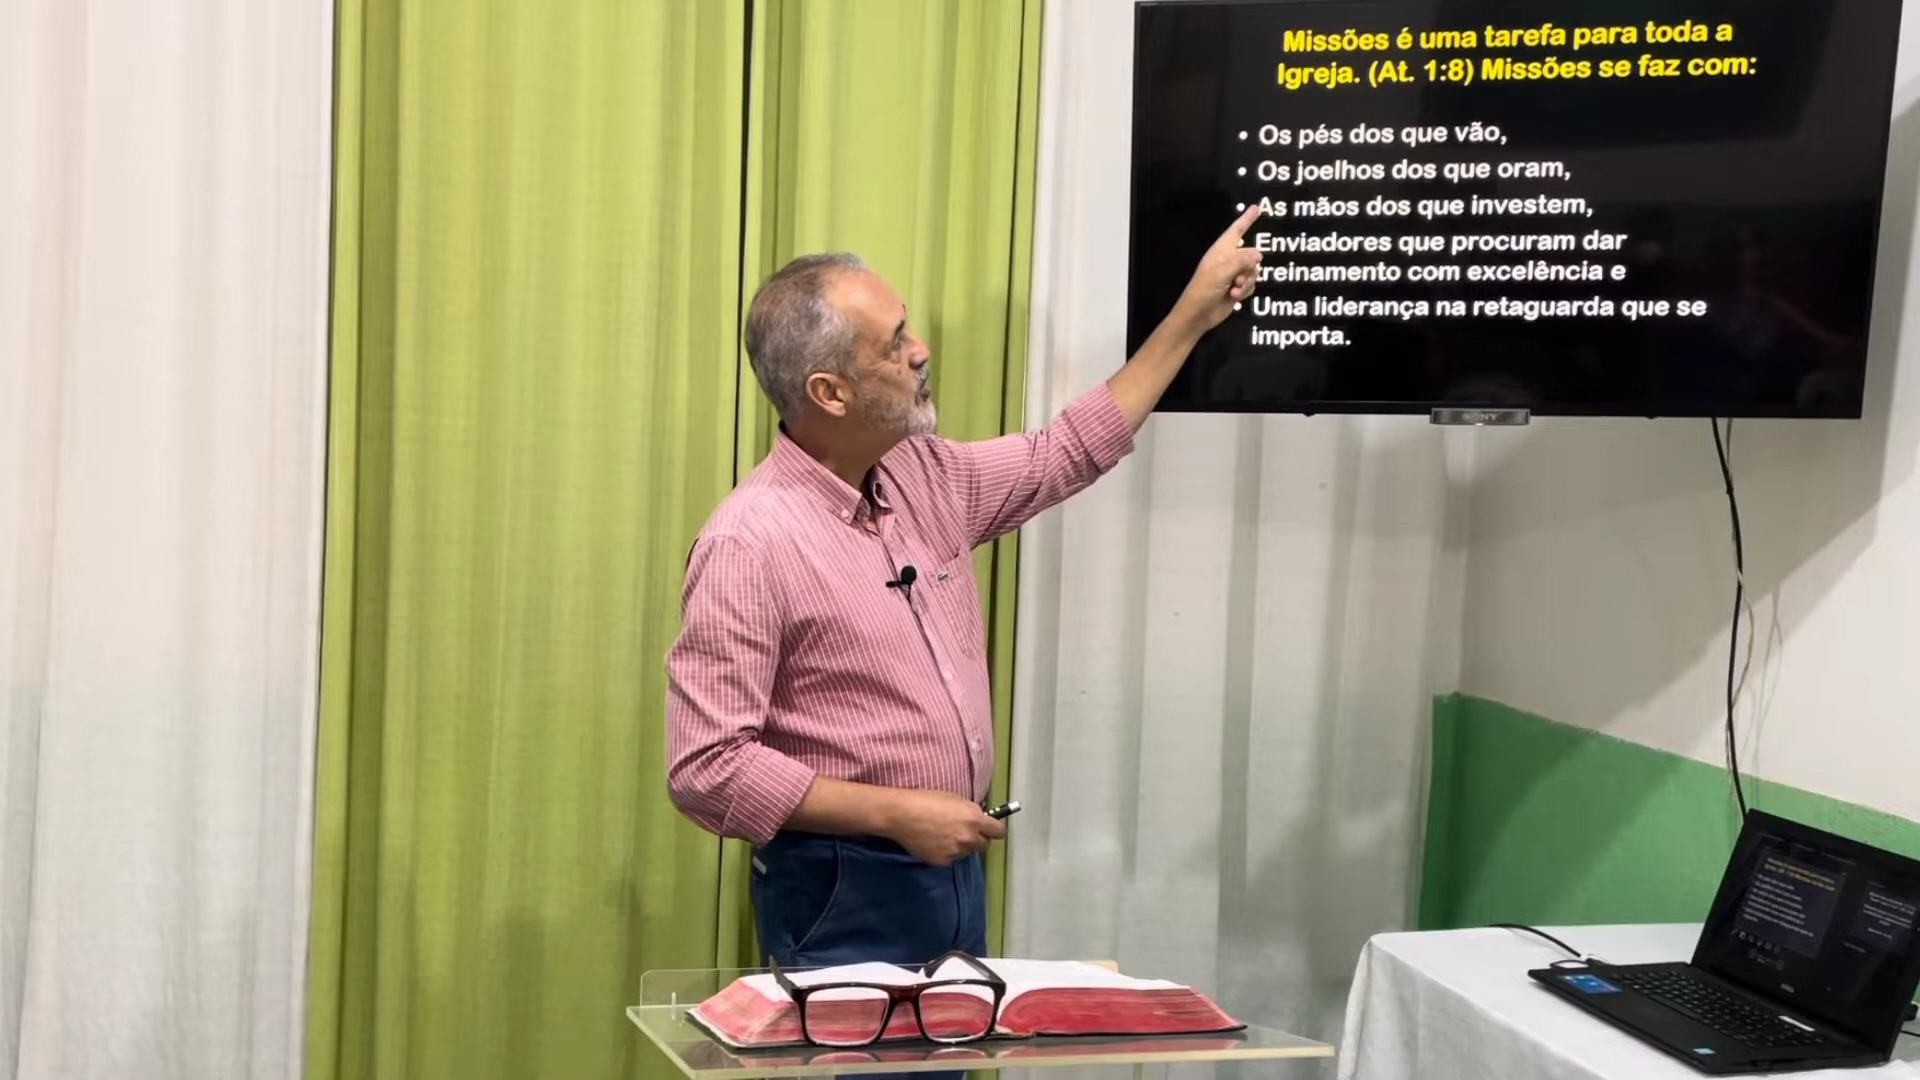 Missões é uma tarefa para toda a
Igreja. (At. 1:8) Missões se faz com:
• Os pés dos que vão,
• Os joelhos dos que oram,
• As mãos dos que investem,
• Enviadores que procuram dar
treinamento com excelência e
• Uma liderança na retaguarda que se
importa.
SONY